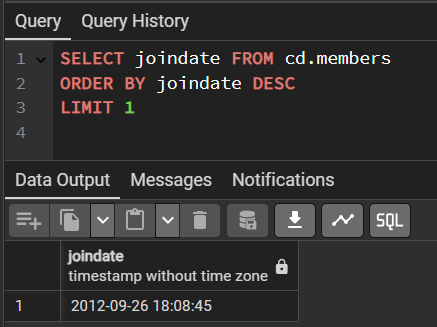 Query Query History
1 SELECT joindate FROM cd.members
2 ORDER BY joindate DESC
3 LIMIT 1
4
Data Output Messages Notifications
SQL
joindate
timestamp without time zone
1 2012-09-26 18:08:45